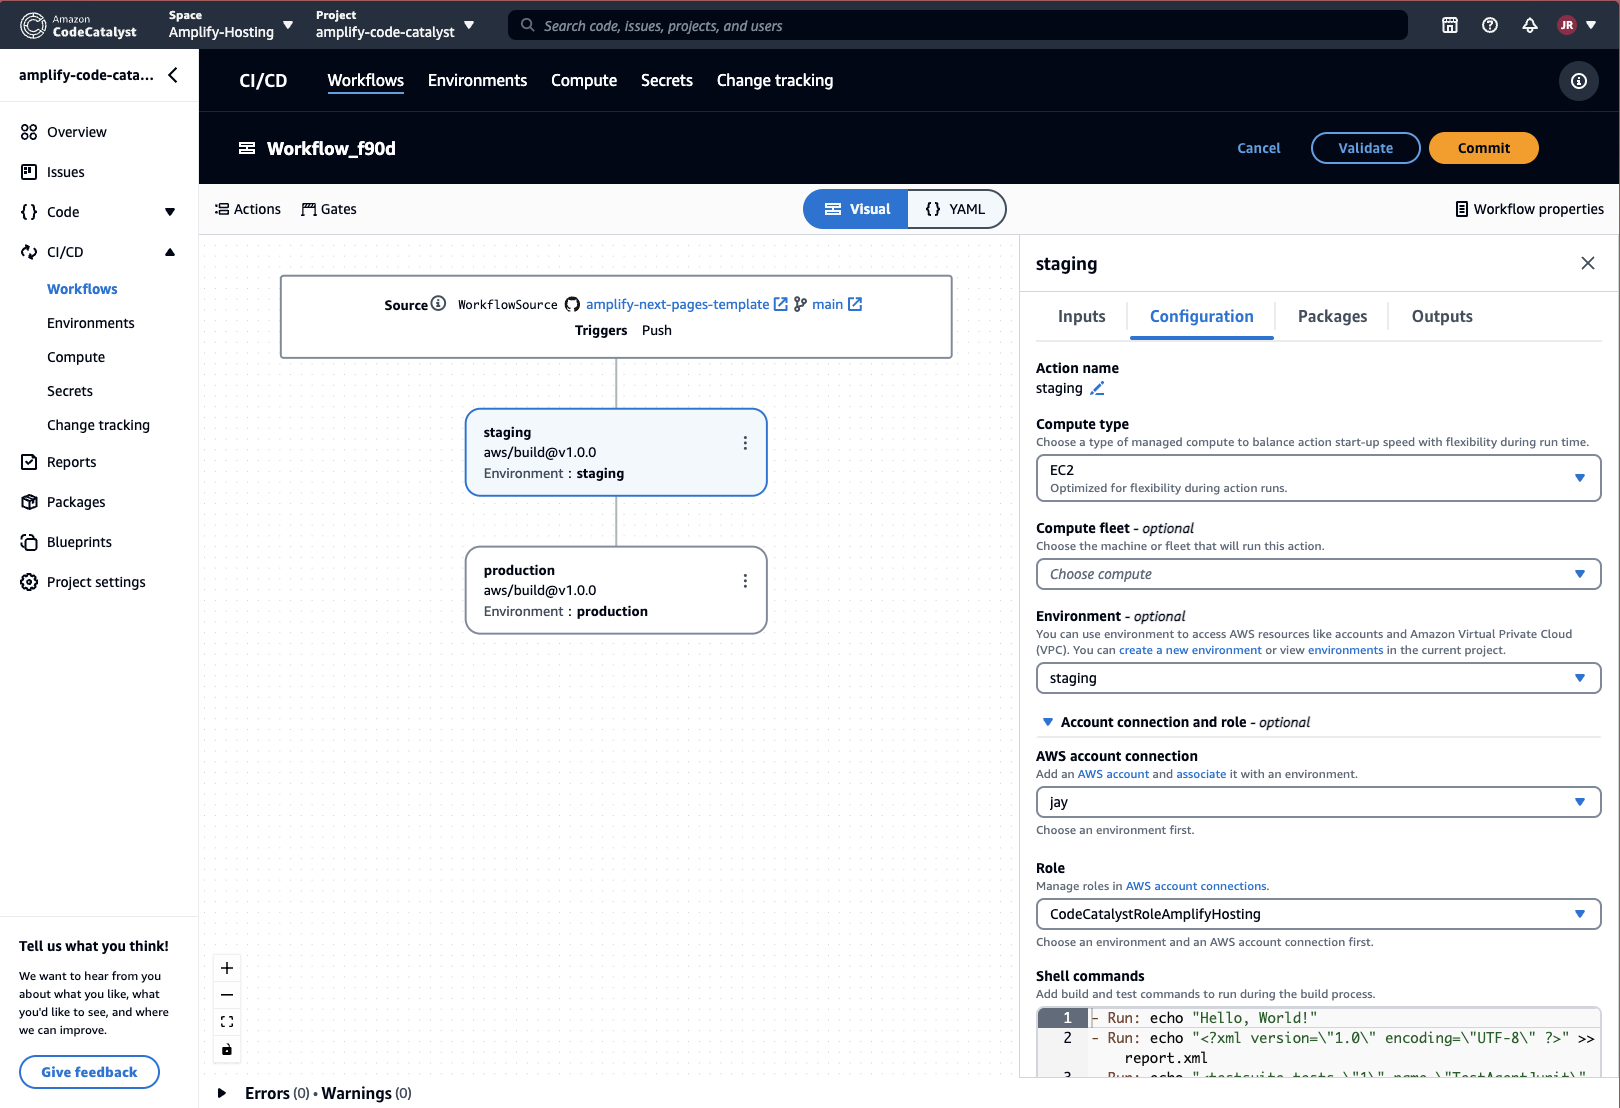 Amazon
CodeCatalyst
Space
Amplify-Hosting
Project
amplify-code-catalyst
Search code, issues, projects, and users
JR
amplify-code-cata...
Overview
Issues
Code
CI/CD
Workflows
Environments
Compute
Secrets
Change tracking
Reports
Packages
Blueprints
Project settings
Tell us what you think!
We want to hear from you
about what you like, what
you'd like to see, and where
we can improve.
Give feedback
CI/CD
Workflows
Environments
Compute
Secrets
Change tracking
Workflow_f90d
Cancel
Validate
Commit
Actions
Gates
Visual
{} YAML
Workflow properties
Source WorkflowSource amplify-next-pages-template main
Triggers Push
staging
aws/build@v1.0.0
Environment : staging
production
aws/build@v1.0.0
Environment : production
Errors (0) • Warnings (0)
staging
Inputs
Configuration
Packages
Outputs
Action name
staging
Compute type
Choose a type of managed compute to balance action start-up speed with flexibility during run time.
EC2
Optimized for flexibility during action runs.
Compute fleet - optional
Choose the machine or fleet that will run this action.
Choose compute
Environment - optional
You can use environment to access AWS resources like accounts and Amazon Virtual Private Cloud
(VPC). You can create a new environment or view environments in the current project.
staging
Account connection and role - optional
AWS account connection
Add an AWS account and associate it with an environment.
jay
Choose an environment first.
Role
Manage roles in AWS account connections.
CodeCatalystRoleAmplifyHosting
Choose an environment and an AWS account connection first.
Shell commands
Add build and test commands to run during the build process.
1 - Run: echo "Hello, World!"
2 - Run: echo "<?xml version=\"1.0\" encoding=\"UTF-8\" ?>" >>
report.xml
3 - Run: echo "<testsuite tests=\"1\" name=\"TestAgentJunit\"